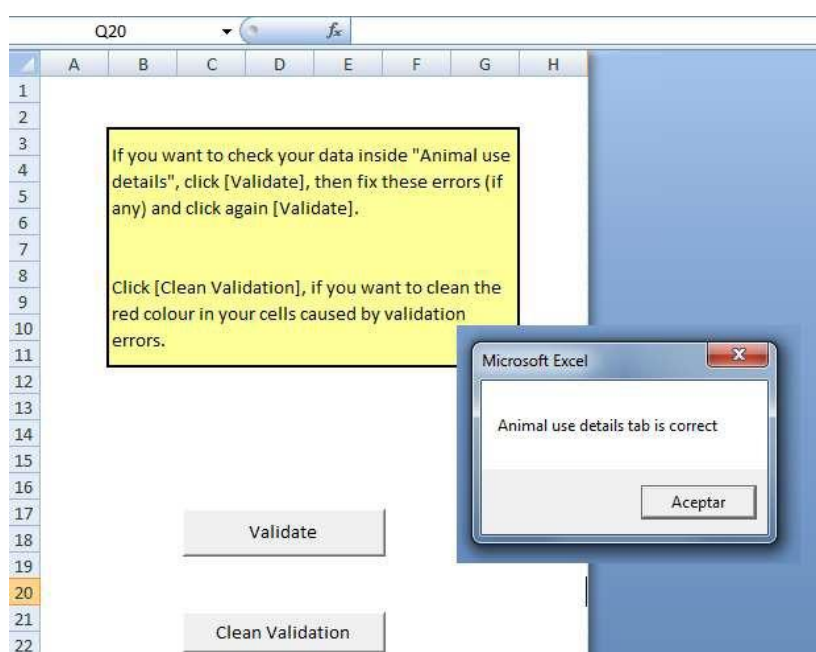 Q20
fx
A B C D E F G H
1
2
3
If you want to check your data inside "Animal use
4
details", click [Validate], then fix these errors (if
5
any) and click again [Validate].
6
7
8
Click [Clean Validation], if you want to clean the
9
red colour in your cells caused by validation
10
errors.
11
Microsoft Excel
12
13
14
Animal use details tab is correct
15
16
17
Aceptar
18
Validate
19
20
21
Clean Validation
22